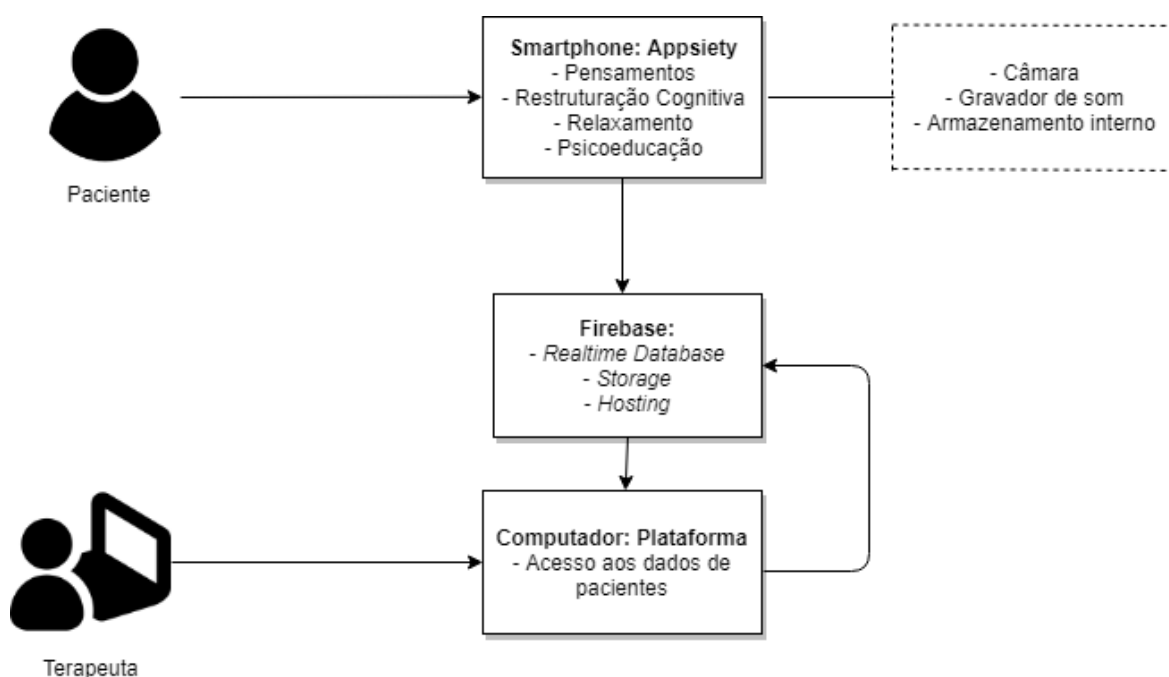 Smartphone: Appsiety
- Pensamentos
- Restruturação Cognitiva
- Relaxamento
- Psicoeducação
- Câmara
- Gravador de som
- Armazenamento interno
Paciente
Firebase:
- Realtime Database
- Storage
- Hosting
Computador: Plataforma
- Acesso aos dados de
pacientes
Terapeuta